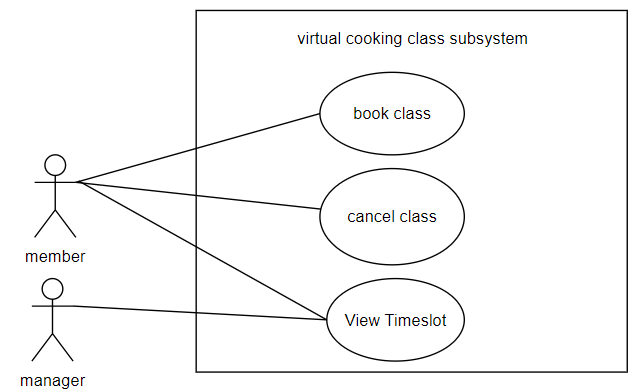 virtual cooking class subsystem
book class
cancel class
member
View Timeslot
manager